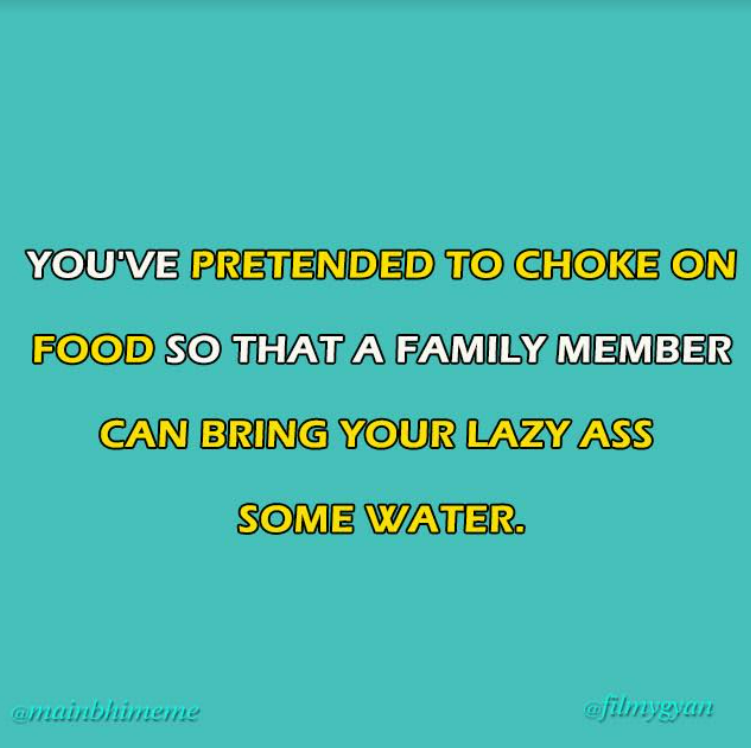 YOU'VE PRETENDED TO CHOKE ON
FOOD SO THAT A FAMILY MEMBER
CAN BRING YOUR LAZY ASS
SOME WATER.
@mainbhimeme
@filmygyan